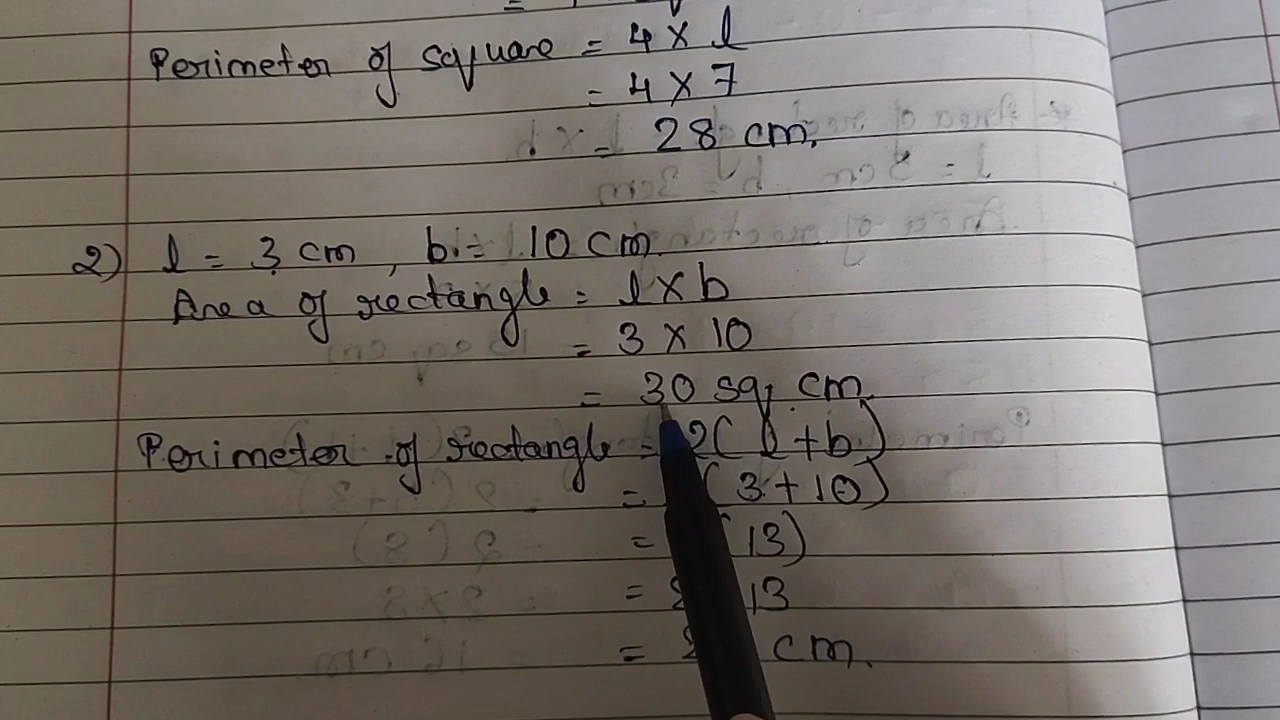 Perimeter of square = 4 × l
= 4 × 7
= 28 cm.
2) l = 3 cm, b = 10 cm.
Area of rectangle = l × b
= 3 × 10
= 30 sq. cm.
Perimeter of rectangle = 2(l + b)
= (3 + 10)
= (13)
= 13
= cm.